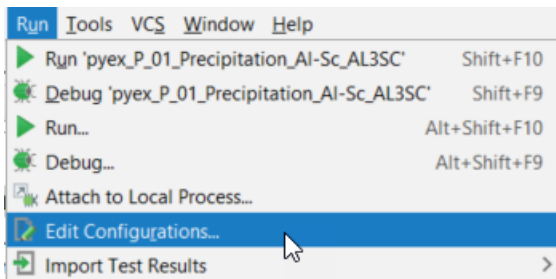 Run Tools VCS Window Help
Run 'pyex_P_01_Precipitation_Al-Sc_AL3SC' Shift+F10
Debug 'pyex_P_01_Precipitation_Al-Sc_AL3SC' Shift+F9
Run... Alt+Shift+F10
Debug... Alt+Shift+F9
Attach to Local Process...
Edit Configurations...
Import Test Results